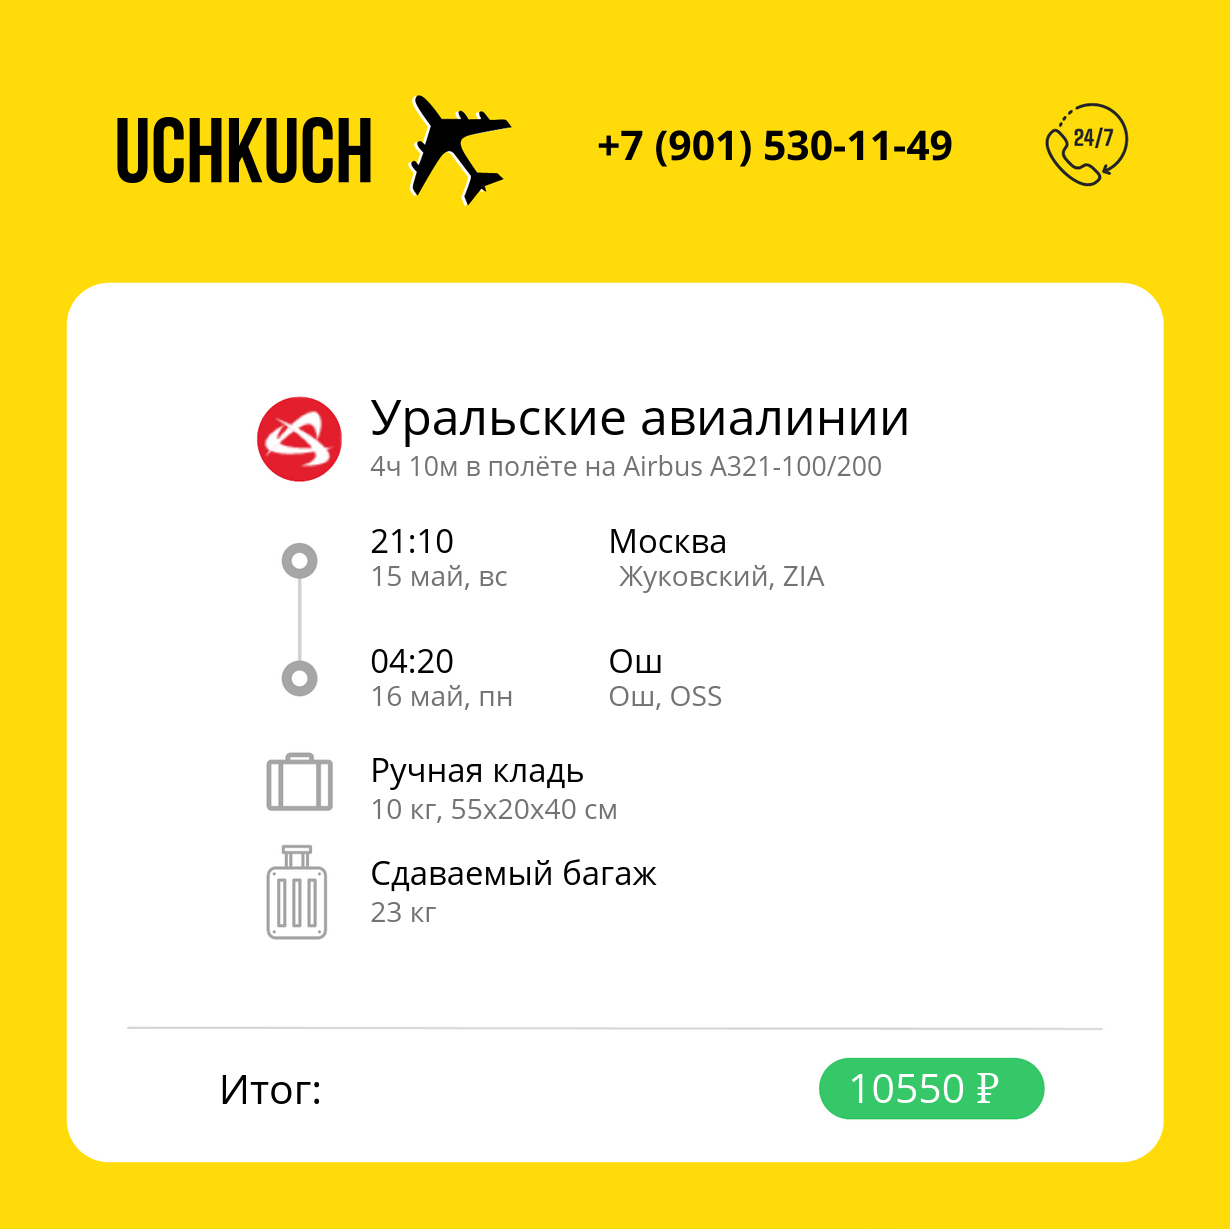 UCHKUCH
+7 (901) 530-11-49
24/7
Уральские авиалинии
4ч 10м в полёте на Airbus A321-100/200
21:10 Москва
15 май, вс Жуковский, ZIA
04:20 Ош
16 май, пн Ош, OSS
Ручная кладь
10 кг, 55x20x40 см
Сдаваемый багаж
23 кг
Итог: 10550 ₽